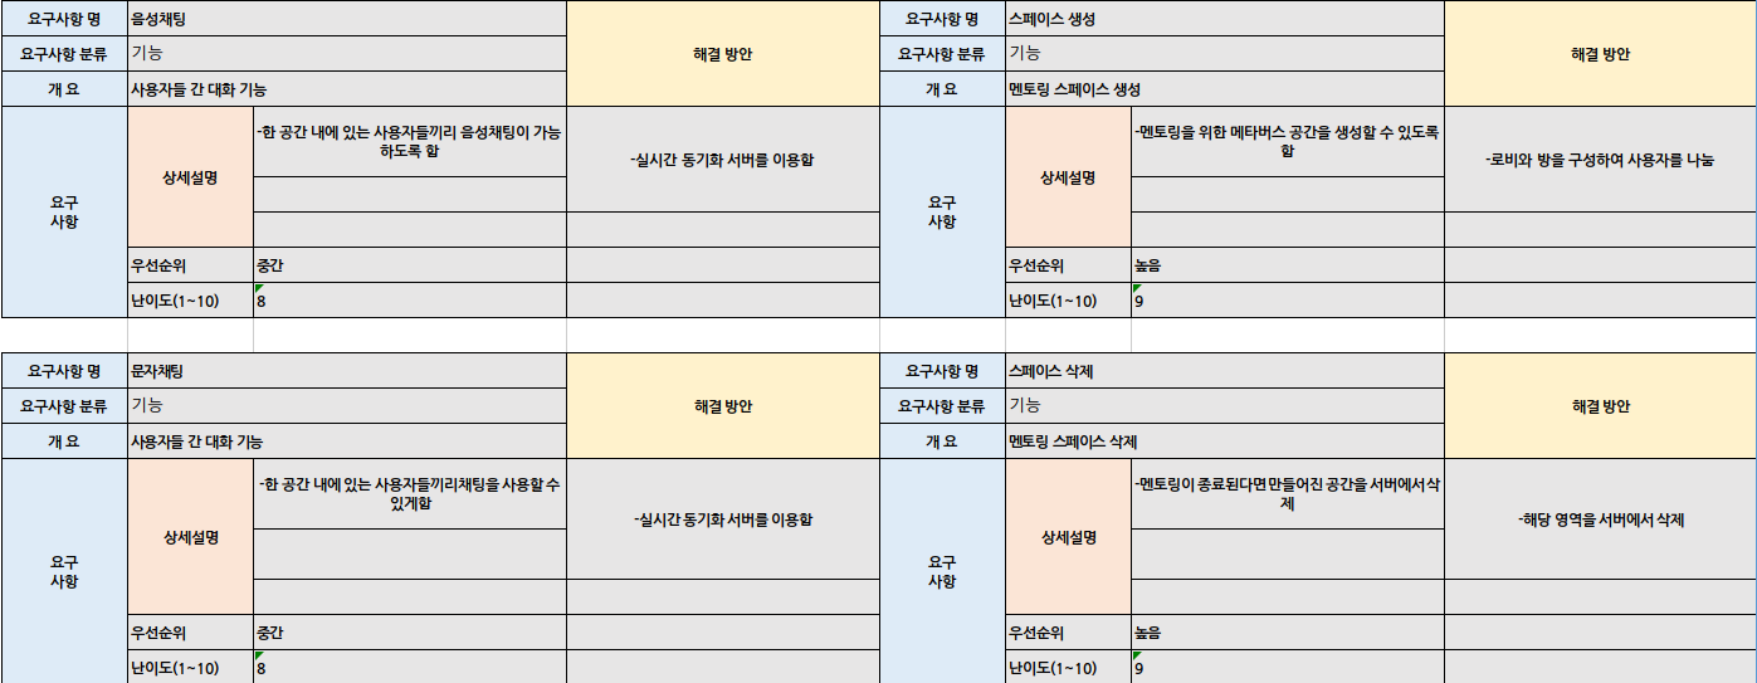 요구사항 명
음성채팅
해결 방안
요구사항 분류
기능
개 요
사용자들 간 대화 기능
요구
사항
상세설명
-한 공간 내에 있는 사용자들끼리 음성채팅이 가능
하도록 함
-실시간 동기화 서버를 이용함
우선순위
중간
난이도(1~10)
8
요구사항 명
스페이스 생성
해결 방안
요구사항 분류
기능
개 요
멘토링 스페이스 생성
요구
사항
상세설명
-멘토링을 위한 메타버스 공간을 생성할 수 있도록
함
-로비와 방을 구성하여 사용자를 나눔
우선순위
높음
난이도(1~10)
9
요구사항 명
문자채팅
해결 방안
요구사항 분류
기능
개 요
사용자들 간 대화 기능
요구
사항
상세설명
-한 공간 내에 있는 사용자들끼리채팅을 사용할 수
있게함
-실시간 동기화 서버를 이용함
우선순위
중간
난이도(1~10)
8
요구사항 명
스페이스 삭제
해결 방안
요구사항 분류
기능
개 요
멘토링 스페이스 삭제
요구
사항
상세설명
-멘토링이 종료된다면 만들어진 공간을 서버에서 삭
제
-해당 영역을 서버에서 삭제
우선순위
높음
난이도(1~10)
9